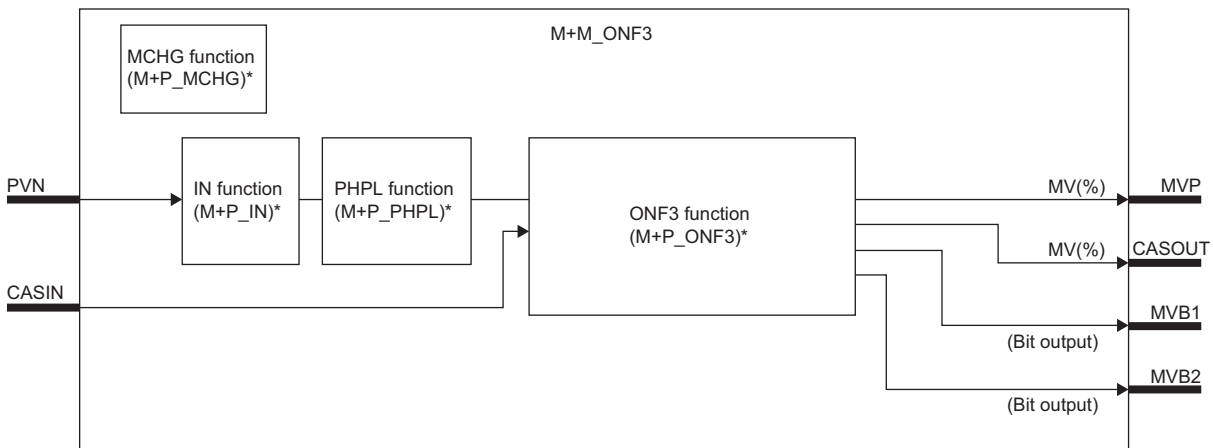 M+M_ONF3
MCHG function
(M+P_MCHG)*
PVN
IN function
(M+P_IN)*
PHPL function
(M+P_PHPL)*
ONF3 function
(M+P_ONF3)*
MV(%)
MVP
MV(%)
CASOUT
CASIN
MVB1
(Bit output)
MVB2
(Bit output)